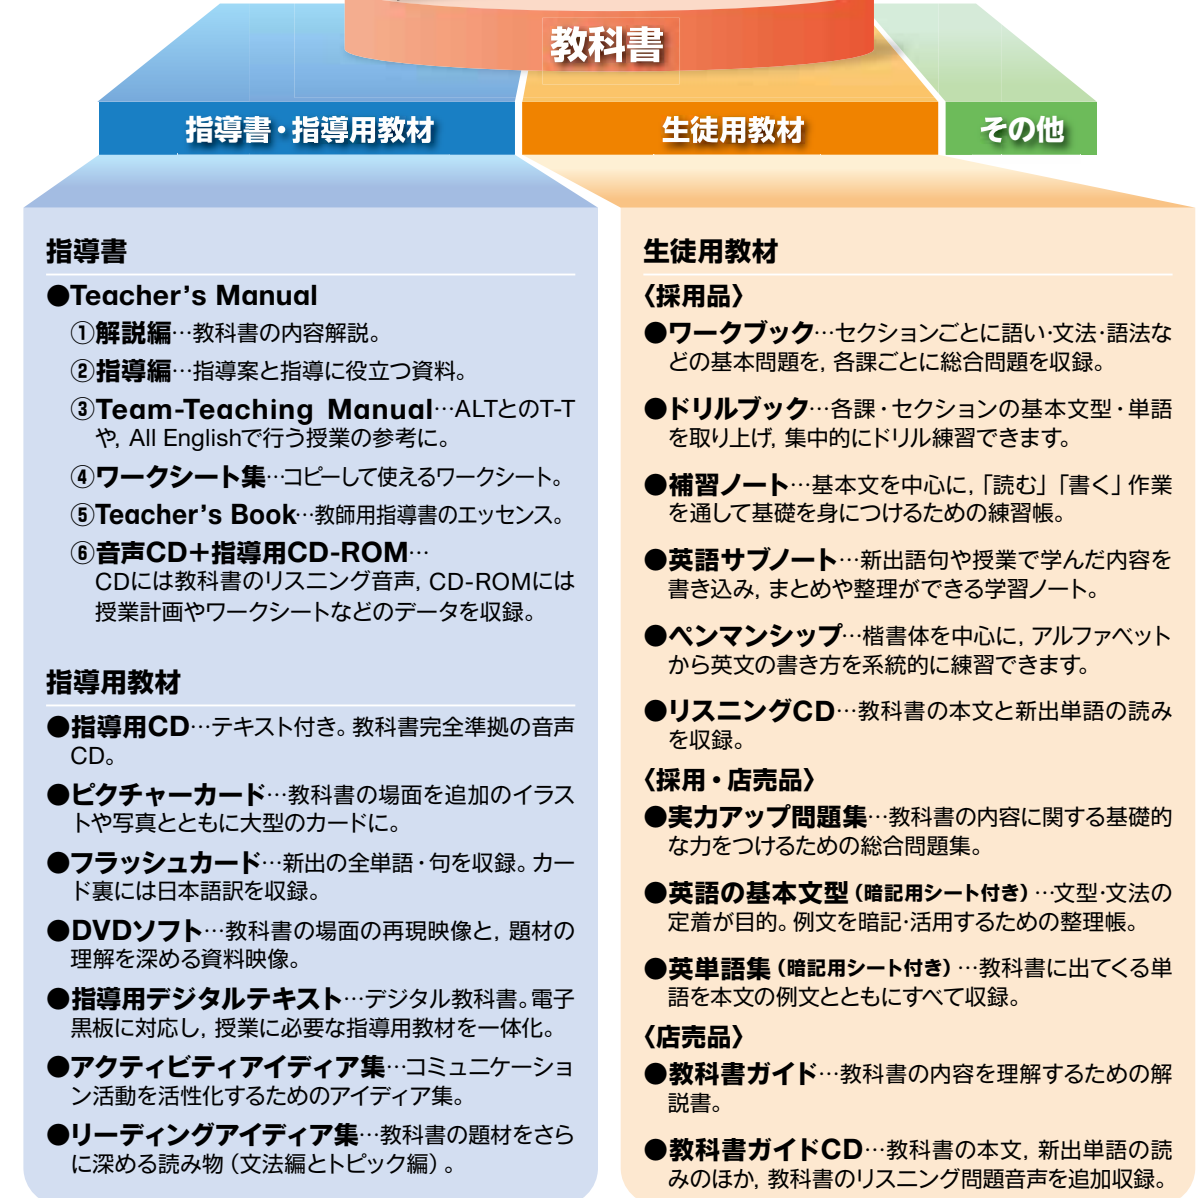 教科書
指導書・指導用教材
生徒用教材
その他
指導書
●Teacher's Manual
①解説編…教科書の内容解説。
②指導編…指導案と指導に役立つ資料。
③Team-Teaching Manual…ALTとのT-T
や, All Englishで行う授業の参考に。
④ワークシート集…コピーして使えるワークシート。
⑤Teacher's Book…教師用指導書のエッセンス。
⑥音声CD＋指導用CD-ROM…
CDには教科書のリスニング音声, CD-ROMには
授業計画やワークシートなどのデータを収録。
指導用教材
●指導用CD…テキスト付き。教科書完全準拠の音声
CD。
●ピクチャーカード…教科書の場面を追加のイラス
トや写真とともに大型のカードに。
●フラッシュカード…新出の全単語・句を収録。カー
ド裏には日本語訳を収録。
●DVDソフト…教科書の場面の再現映像と, 題材の
理解を深める資料映像。
●指導用デジタルテキスト…デジタル教科書。電子
黒板に対応し, 授業に必要な指導用教材を一体化。
●アクティビティアイディア集…コミュニケーショ
ン活動を活性化するためのアイディア集。
●リーディングアイディア集…教科書の題材をさら
に深める読み物（文法編とトピック編）。
生徒用教材
〈採用品〉
●ワークブック…セクションごとに語い・文法・語法な
どの基本問題を, 各課ごとに総合問題を収録。
●ドリルブック…各課・セクションの基本文型・単語
を取り上げ, 集中的にドリル練習できます。
●補習ノート…基本文を中心に,「読む」「書く」作業
を通して基礎を身につけるための練習帳。
●英語サブノート…新出語句や授業で学んだ内容を
書き込み, まとめや整理ができる学習ノート。
●ペンマンシップ…楷書体を中心に, アルファベット
から英文の書き方を系統的に練習できます。
●リスニングCD…教科書の本文と新出単語の読み
を収録。
〈採用・店売品〉
●実力アップ問題集…教科書の内容に関する基礎的
な力をつけるための総合問題集。
●英語の基本文型（暗記用シート付き）…文型・文法の
定着が目的。例文を暗記・活用するための整理帳。
●英単語集（暗記用シート付き）…教科書に出てくる単
語を本文の例文とともにすべて収録。
〈店売品〉
●教科書ガイド…教科書の内容を理解するための解
説書。
●教科書ガイドCD…教科書の本文, 新出単語の読
みのほか, 教科書のリスニング問題音声を追加収録。